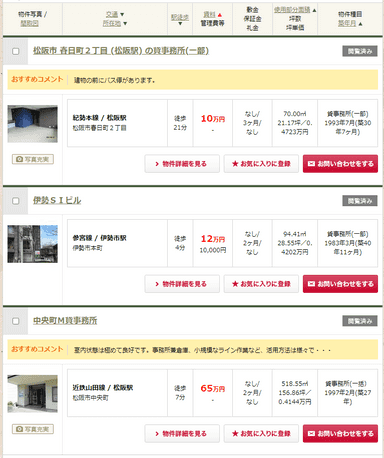 物件写真／
間取図
交通▼
所在地▼
駅徒歩
▼
賃料▲
管理費等
敷金
保証金
礼金
使用部分面積▲
坪数
坪単価
物件種目
築年月▲
松阪市 春日町２丁目 (松阪駅) の貸事務所(一部)
閲覧済み
おすすめコメント
建物の前にバス停があります。
紀勢本線 / 松阪駅
松阪市春日町２丁目
徒歩
21分
10万円
-
なし/
3ヶ月/
なし
70.00㎡
21.17坪／0.
4723万円
貸事務所(一部)
1993年7月(築30
年7ヶ月)
写真充実
物件詳細を見る
★お気に入りに登録
お問い合わせをする
伊勢ＳＩビル
閲覧済み
参宮線 / 伊勢市駅
伊勢市本町
徒歩
4分
12万円
10,000円
なし/
2ヶ月/
なし
94.41㎡
28.55坪／0.
4202万円
貸事務所(一部)
1983年3月(築40
年11ヶ月)
物件詳細を見る
★お気に入りに登録
お問い合わせをする
中央町Ｍ貸事務所
閲覧済み
おすすめコメント
室内状態は極めて良好です。事務所兼倉庫、小規模なライン作業など、活用方法は様々で・・・
近鉄山田線 / 松阪駅
松阪市中央町
徒歩
7分
65万円
-
なし/
2ヶ月/
なし
518.55㎡
156.86坪／
0.4144万円
貸事務所(一括)
1997年2月(築27
年)
写真充実
物件詳細を見る
★お気に入りに登録
お問い合わせをする